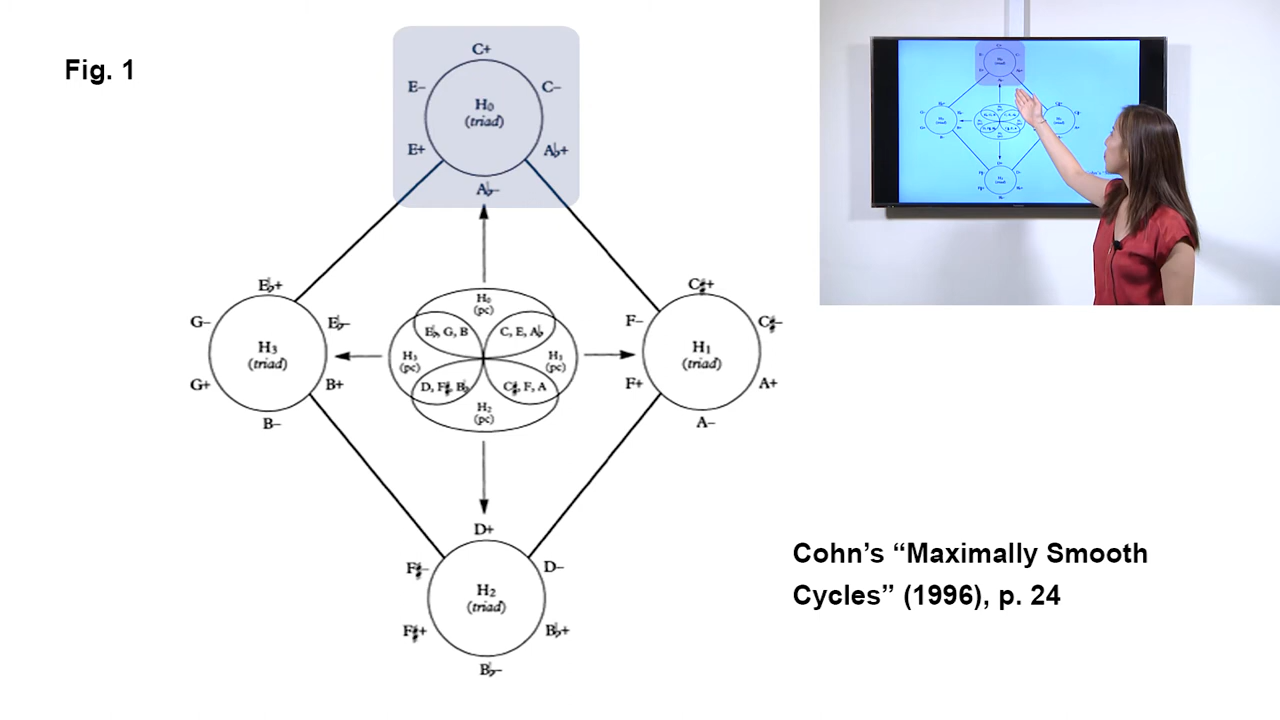 Fig. 1
C+
E− C−
H₀
(triad)
E+ A♭+
A♭−
E♭+
G− E♭−
H₃
(triad)
G+ B+
B−
H₀
(pc)
E♭, G, B C, E, A♭
H₃
(pc)
H₁
(pc)
D, F♯, B♭ C♯, F, A
H₂
(pc)
C♯+
F− C♯−
H₁
(triad)
F+ A+
A−
D+
F♯− D−
H₂
(triad)
F♯+ B♭+
B♭−
Cohn’s “Maximally Smooth
Cycles” (1996), p. 24